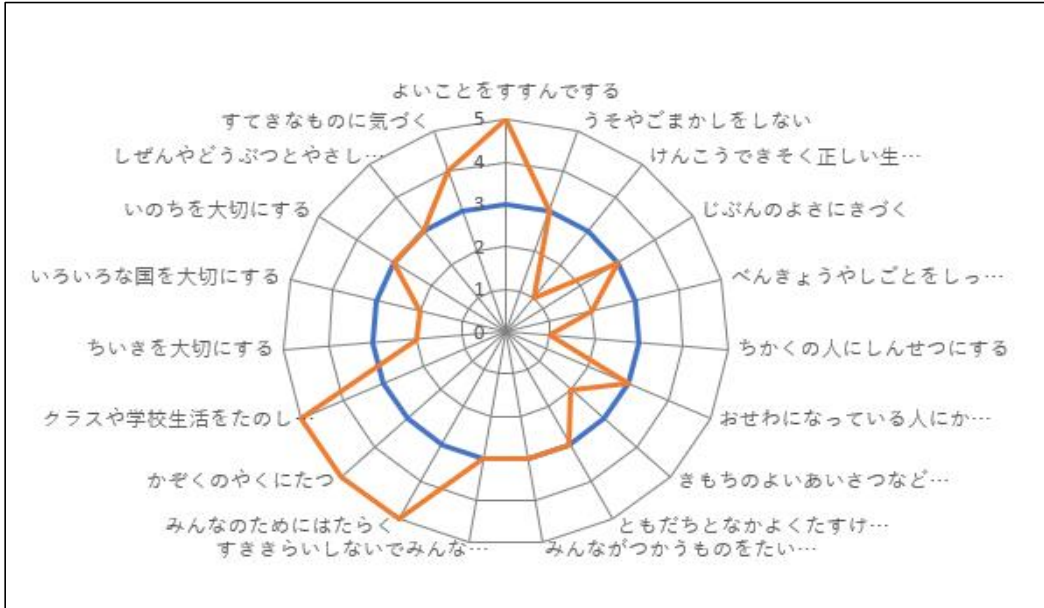 よいことをすすんでする
うそやごまかしをしない
けんこうできそく正しい生…
じぶんのよさにきづく
べんきょうやしごとをしっ…
ちかくの人にしんせつにする
おせわになっている人にか…
きもちのよいあいさつなど…
ともだちとなかよくたすけ…
みんながつかうものをたい…
すききらいしないでみんな…
みんなのためにはたらく
かぞくのやくにたつ
クラスや学校生活をたのし…
ちいきを大切にする
いろいろな国を大切にする
いのちを大切にする
しぜんやどうぶつとやさし…
すてきなものに気づく
5
4
3
2
1
0